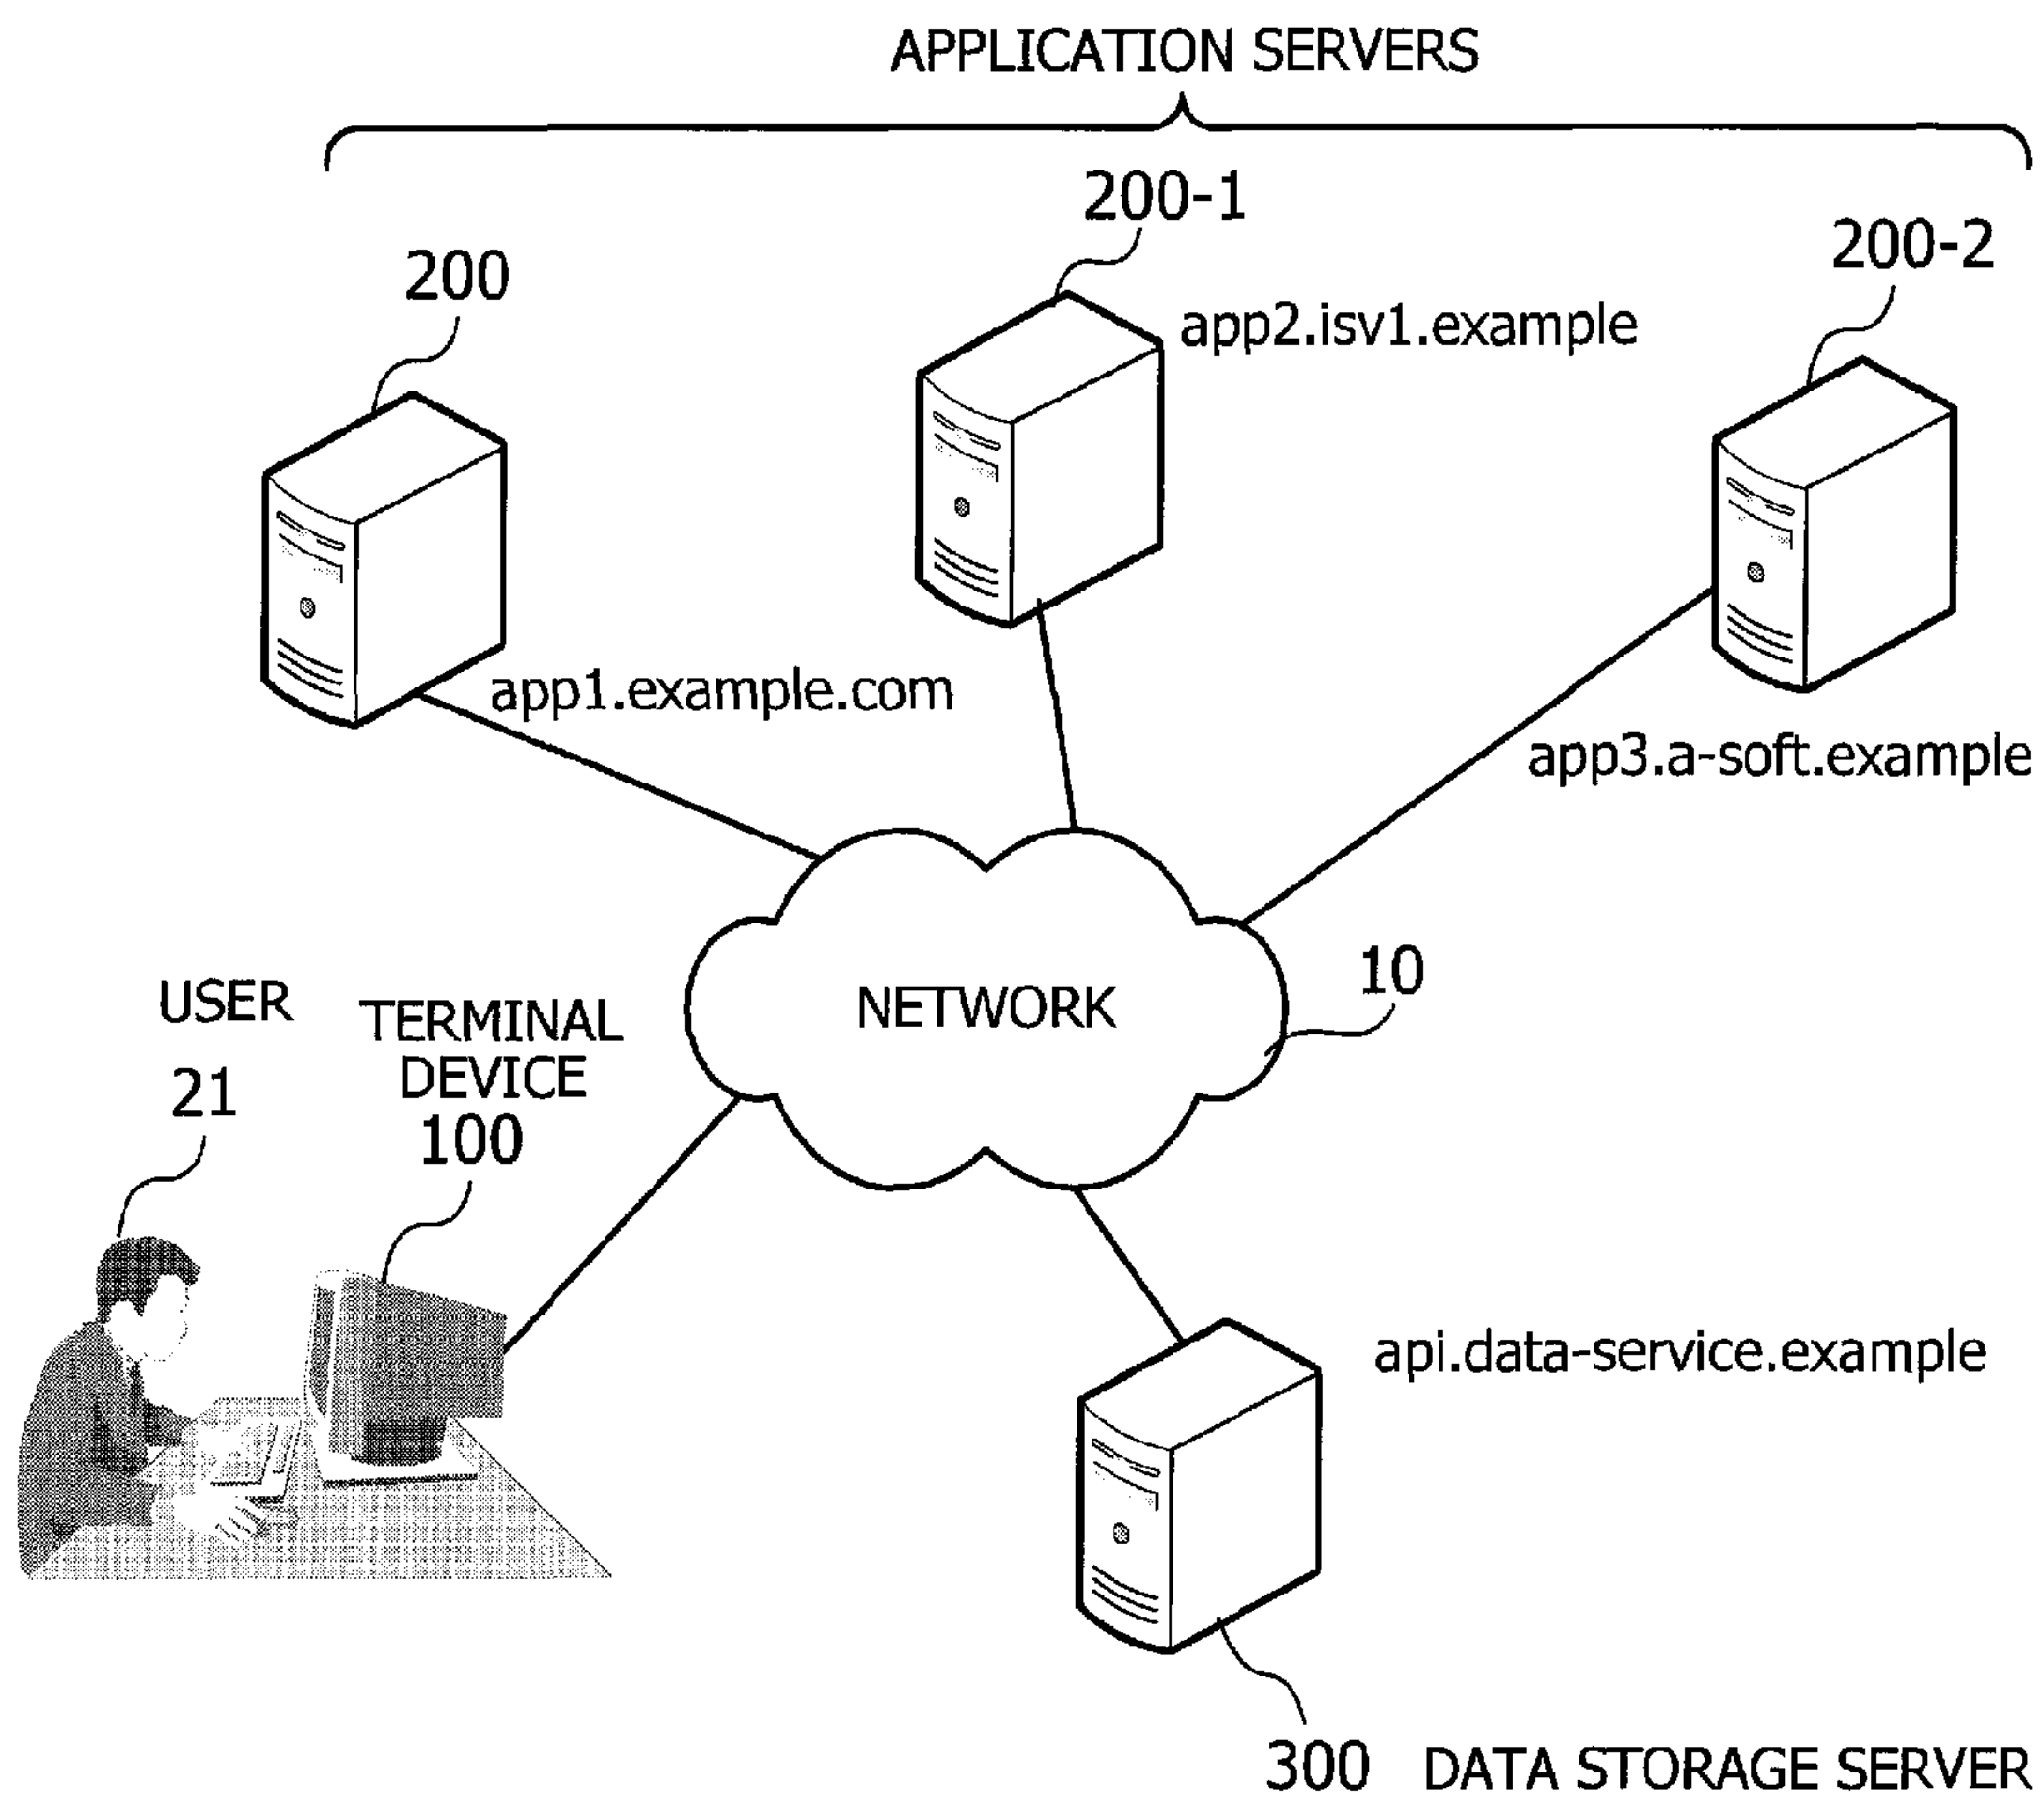 APPLICATION SERVERS
200-1
200-2
200
app2.isv1.example
app1.example.com
app3.a-soft.example
10
USER
NETWORK
TERMINAL
DEVICE
21
100
api.data-service.example
300 DATA STORAGE SERVER